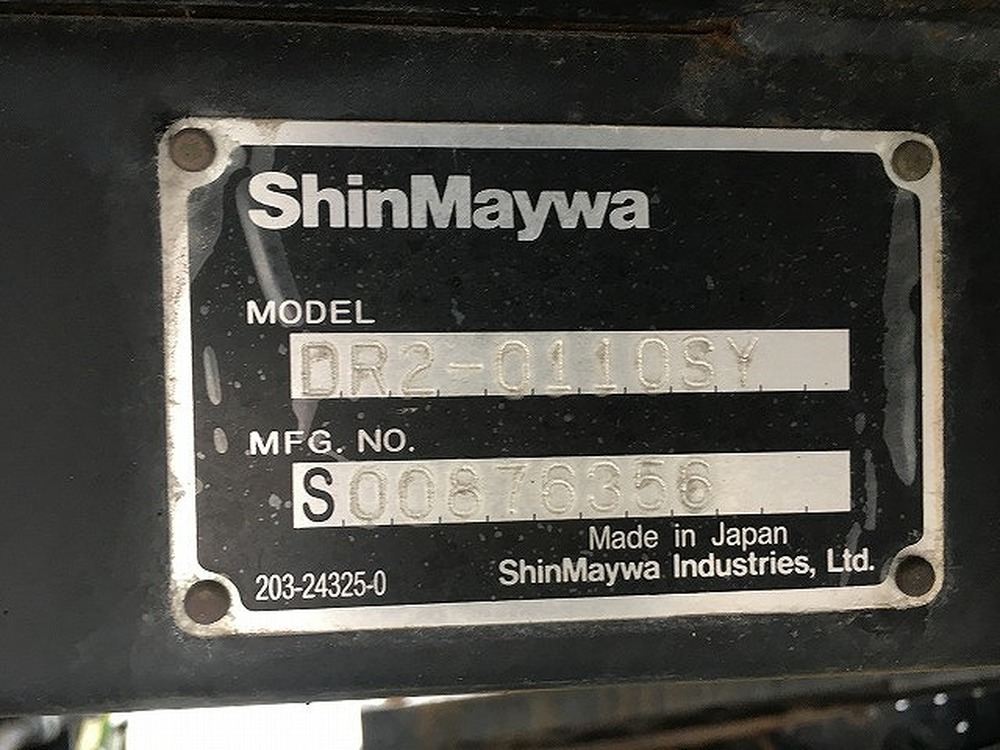 ShinMaywa
MODEL
DR2-0110SY
MFG. NO.
S00876356
Made in Japan
ShinMaywa Industries, Ltd.
203-24325-0